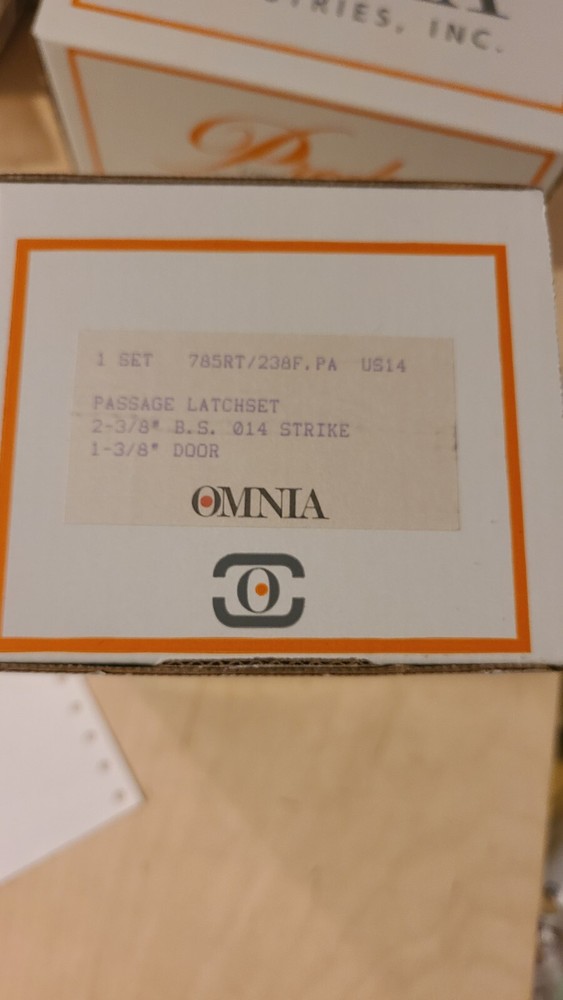 INC.
1 SET 785RT/238F.PA US14
PASSAGE LATCHSET
2-3/8" B.S. 014 STRIKE
1-3/8" DOOR
OMNIA